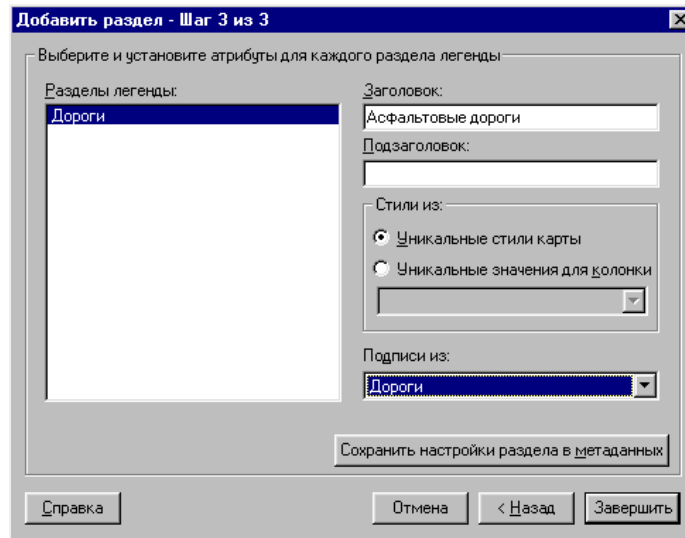 Добавить раздел - Шаг 3 из 3
Выберите и установите атрибуты для каждого раздела легенды
Разделы легенды:
Дороги
Заголовок:
Асфальтовые дороги
Подзаголовок:
Стили из:
Уникальные стили карты
Уникальные значения для колонки
Подписи из:
Дороги
Сохранить настройки раздела в метаданных
Справка
Отмена
< Назад
Завершить